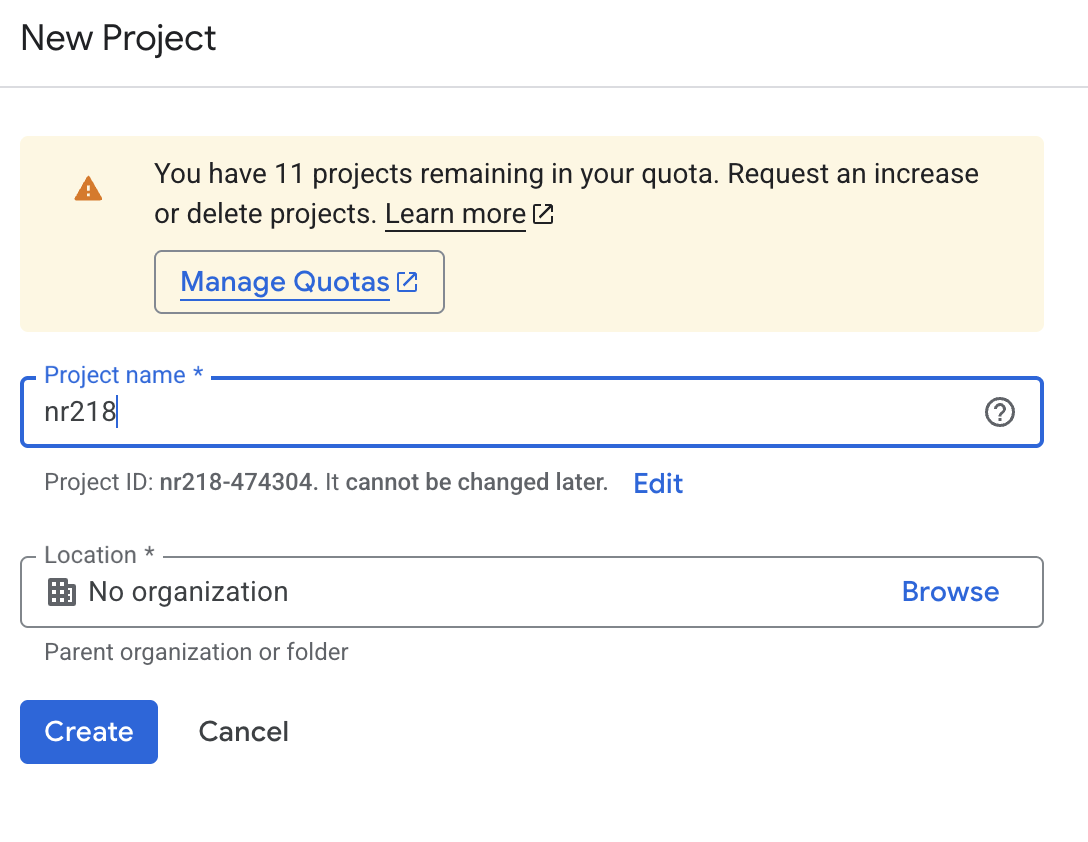 New Project
You have 11 projects remaining in your quota. Request an increase
or delete projects. Learn more
Manage Quotas
Project name *
nr218
Project ID: nr218-474304. It cannot be changed later. Edit
Location *
No organization Browse
Parent organization or folder
Create Cancel